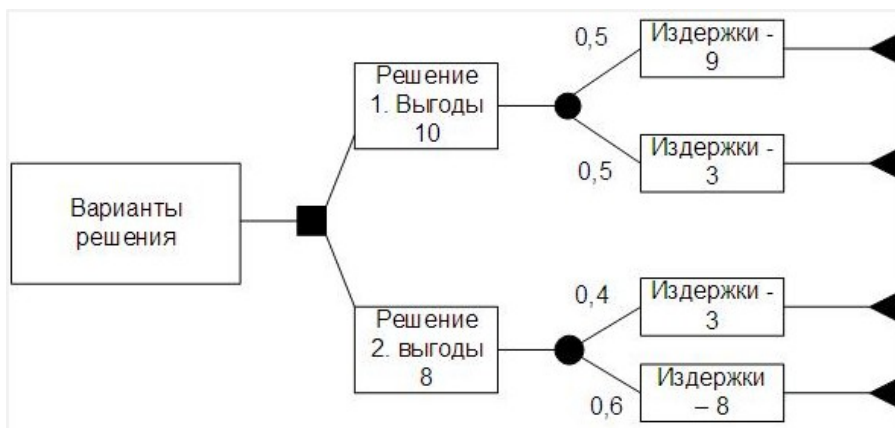 Варианты
решения
Решение
1. Выгоды
10
0,5
Издержки -
9
0,5
Издержки -
3
Решение
2. выгоды
8
0,4
Издержки -
3
0,6
Издержки
– 8